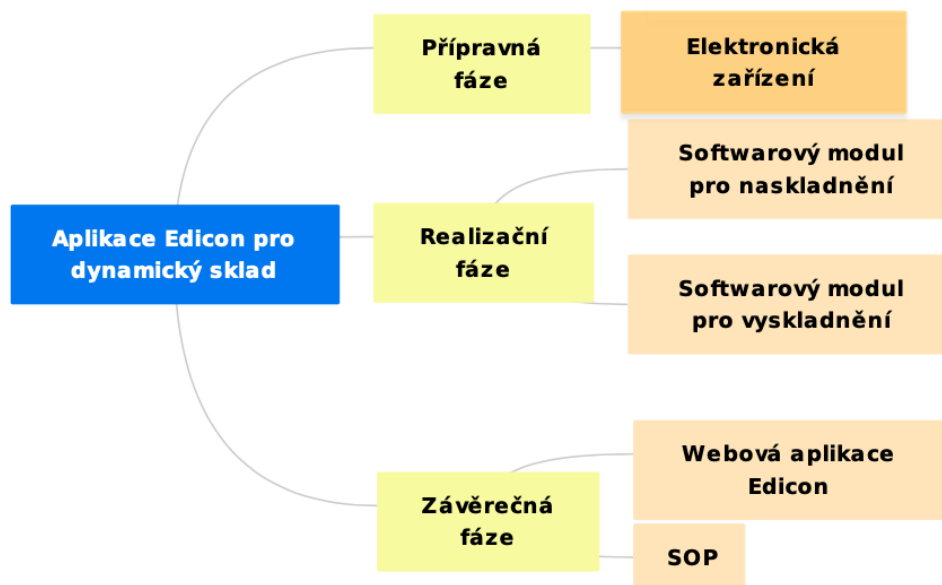 Přípravná
fáze
Elektronická
zařízení
Softwarový modul
pro naskladnění
Aplikace Edicon pro
dynamický sklad
Realizační
fáze
Softwarový modul
pro vyskladnění
Webová aplikace
Edicon
Závěrečná
fáze
SOP